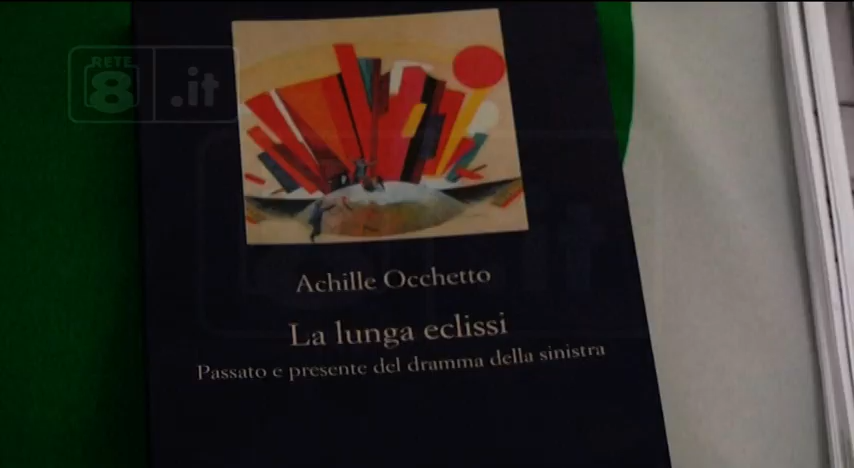 RETE
8
.it
Achille Occhetto
La lunga eclissi
Passato e presente del dramma della sinistra